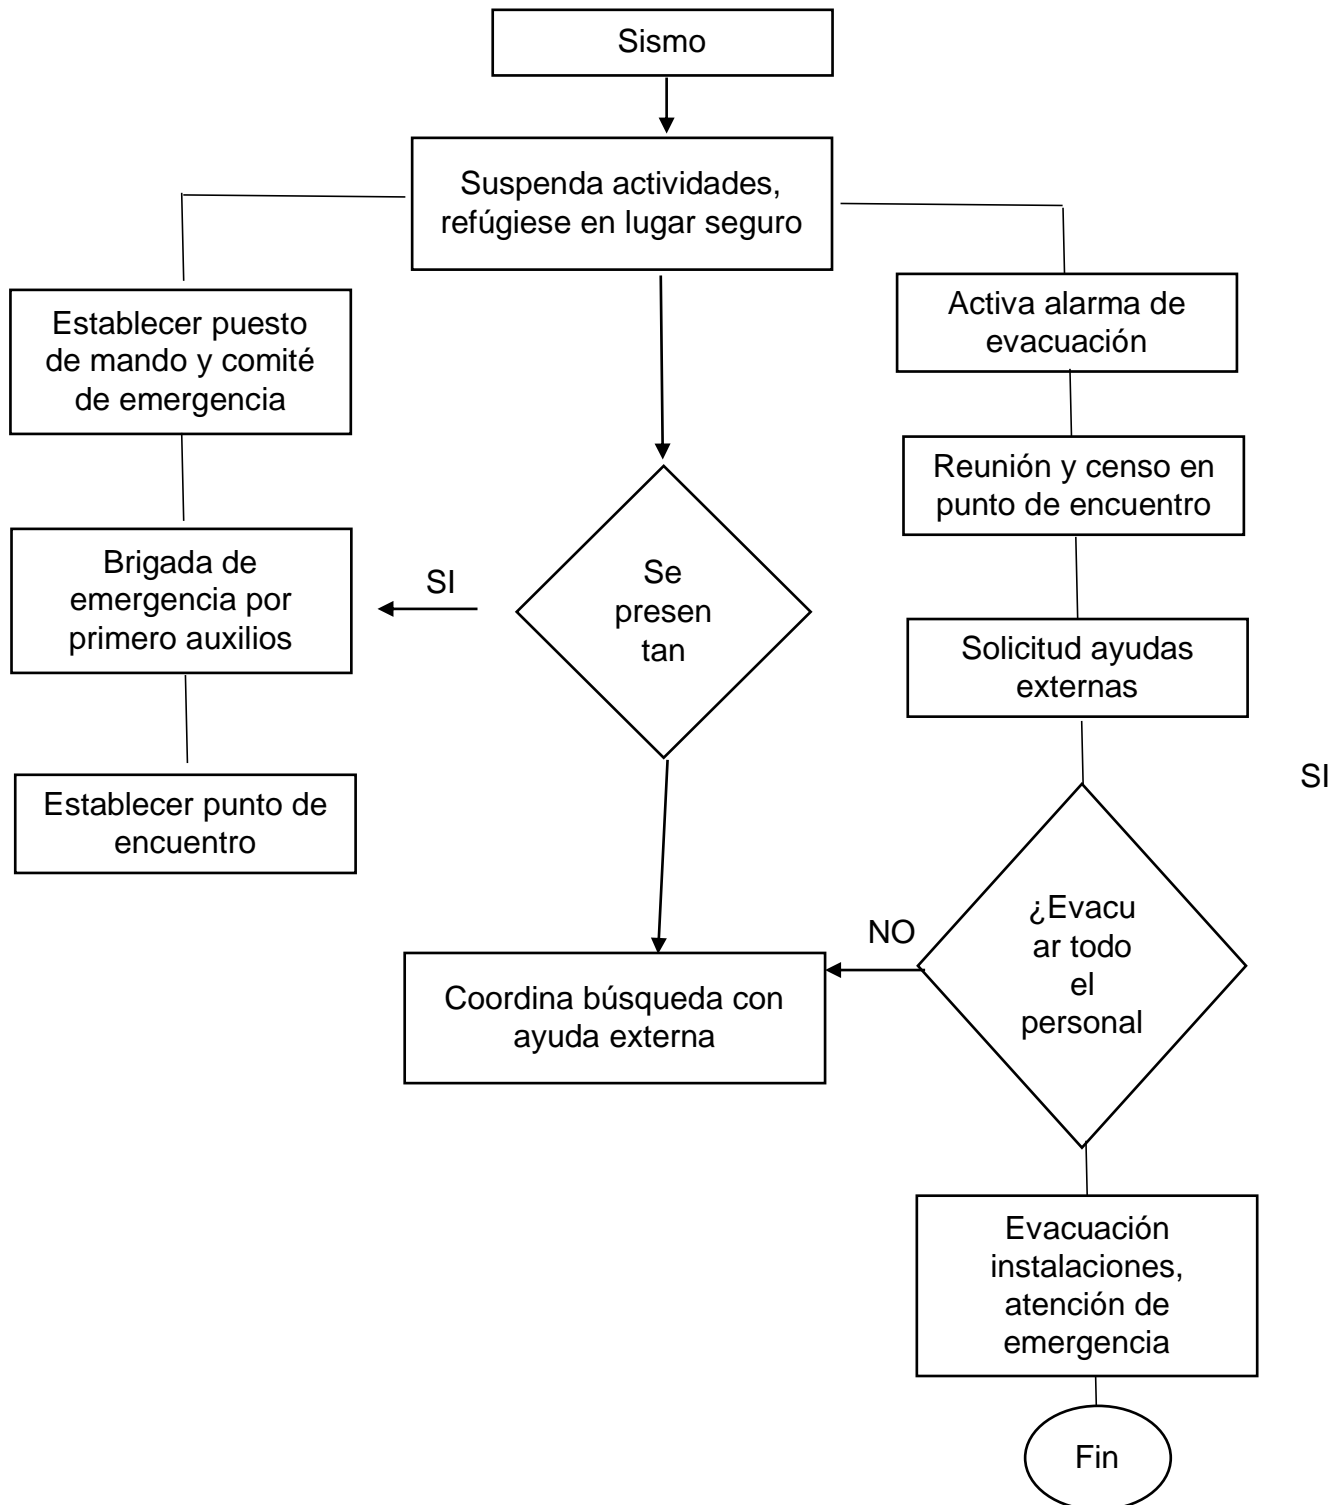 Sismo
Suspenda actividades,
refúgiese en lugar seguro
Establecer puesto
de mando y comité
de emergencia
Activa alarma de
evacuación
Reunión y censo en
punto de encuentro
Brigada de
emergencia por
primero auxilios
SI
Se
presen
tan
Solicitud ayudas
externas
SI
Establecer punto de
encuentro
¿Evacu
ar todo
el
personal
NO
Coordina búsqueda con
ayuda externa
Evacuación
instalaciones,
atención de
emergencia
Fin